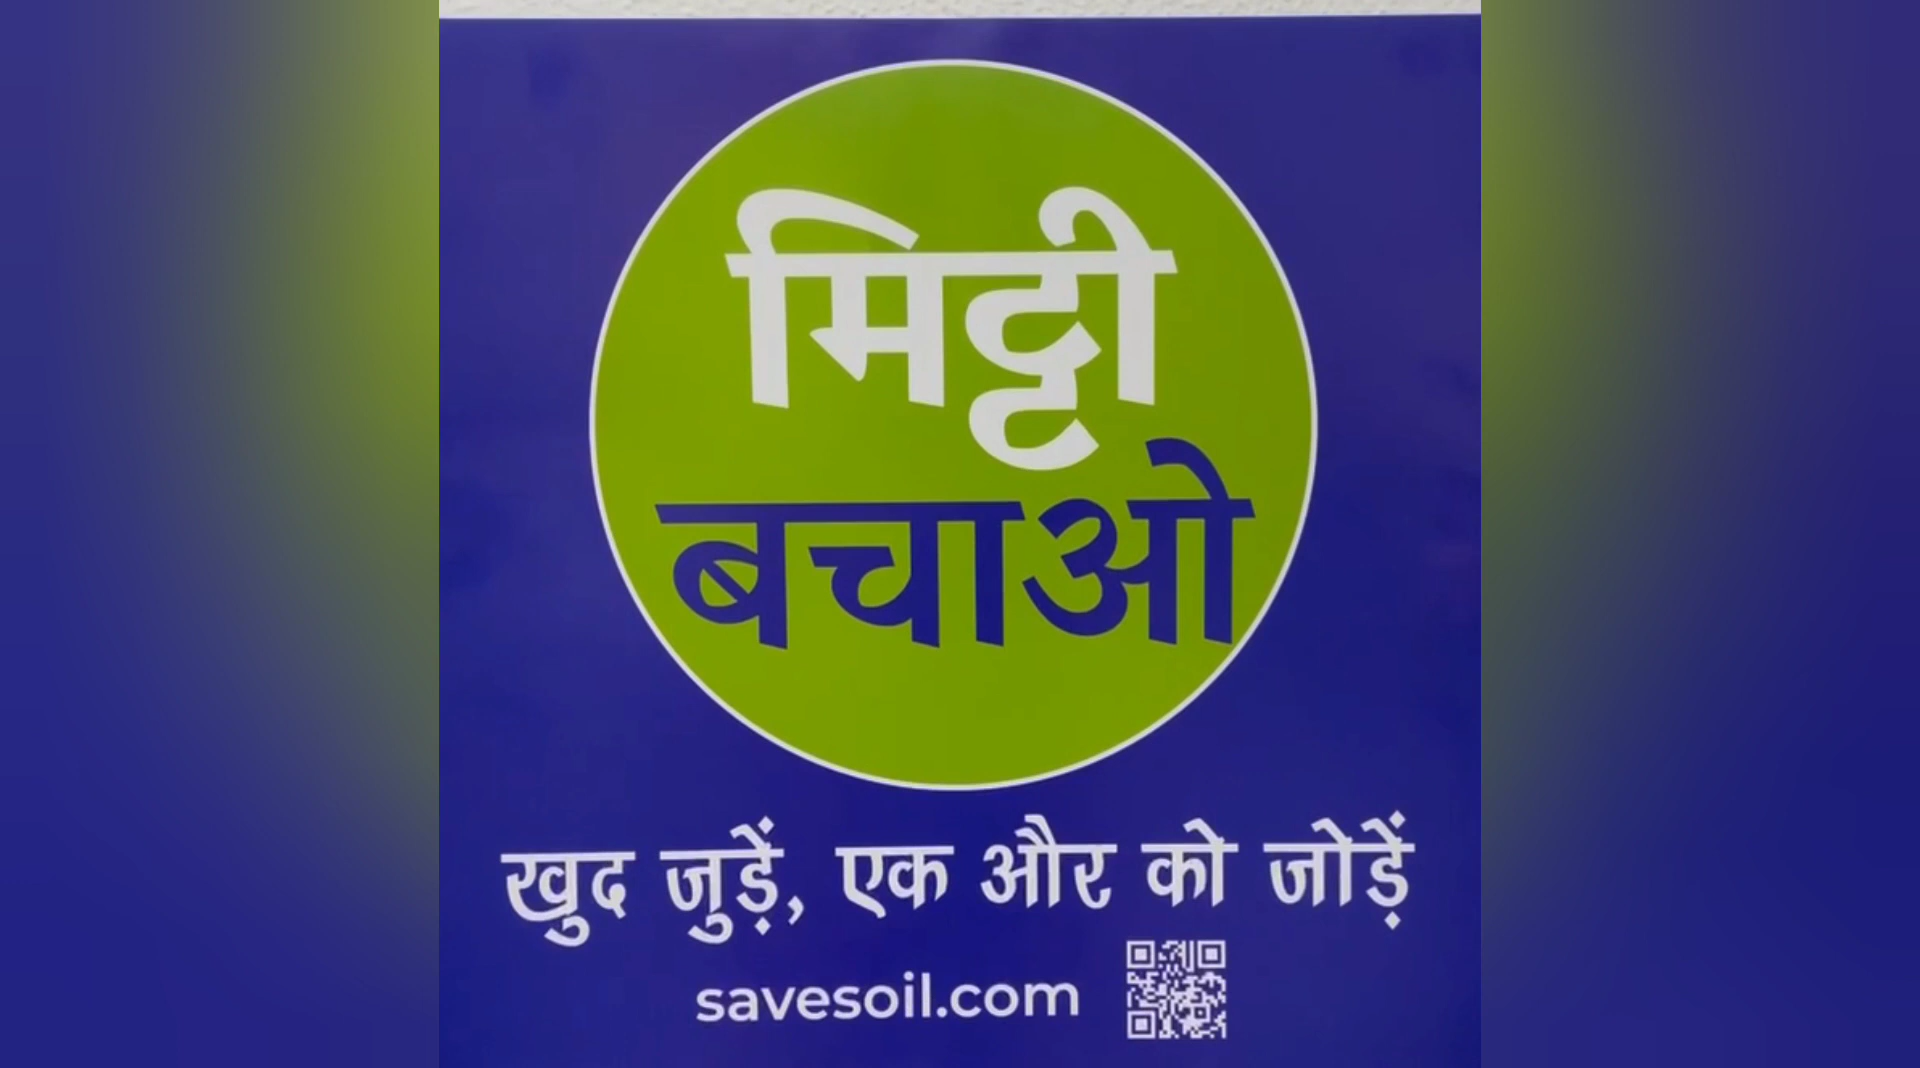 मिट्टी
बचाओ
खुद जुड़ें, एक और को जोड़ें
savesoil.com